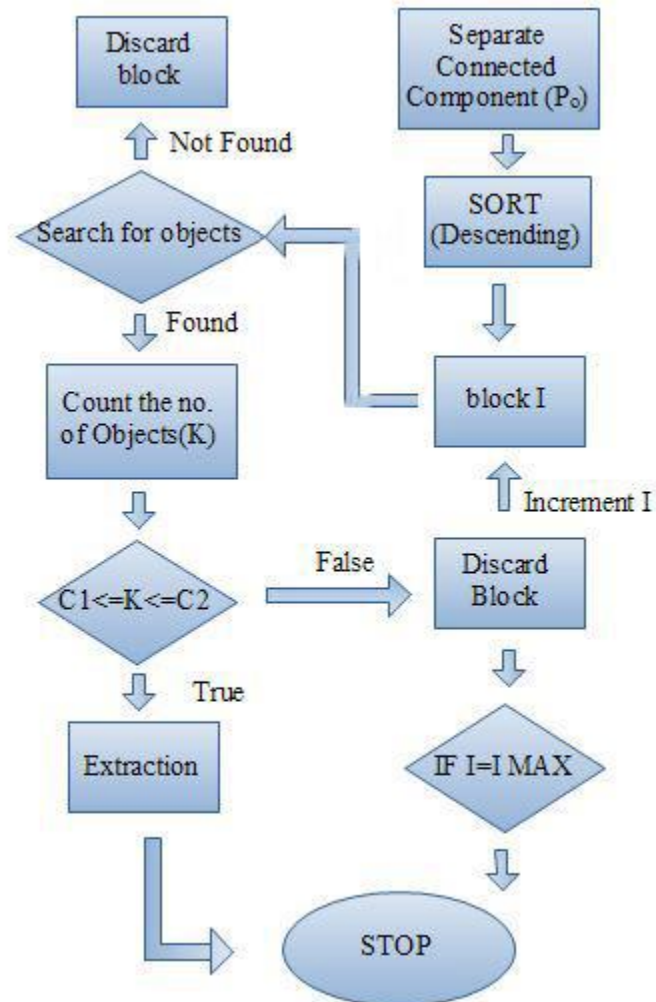 Discard
block
Not Found
Search for objects
Found
Count the no.
of Objects(K)
C1<=K<=C2
True
Extraction
Separate
Connected
Component (Pₒ)
SORT
(Descending)
block I
Increment I
False
Discard
Block
IF I=I MAX
STOP